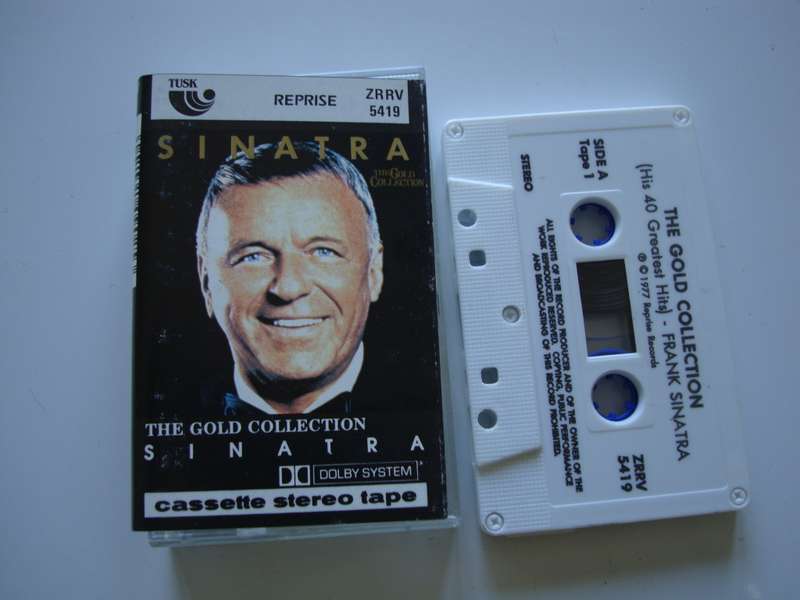 TUSK
REPRISE
ZRRV
5419
SINATRA
THE GOLD
COLLECTION
THE GOLD COLLECTION
SINATRA
DOLBY SYSTEM
cassette stereo tape
THE GOLD COLLECTION
(His 40 Greatest Hits) - FRANK SINATRA
℗ © 1977 Reprise Records
SIDE A
Tape 1
STEREO
ZRRV
5419
ALL RIGHTS OF THE RECORD PRODUCER AND OF THE OWNER OF THE
WORK REPRODUCED RESERVED. COPYING, PUBLIC PERFORMANCE
AND BROADCASTING OF THIS RECORD PROHIBITED.